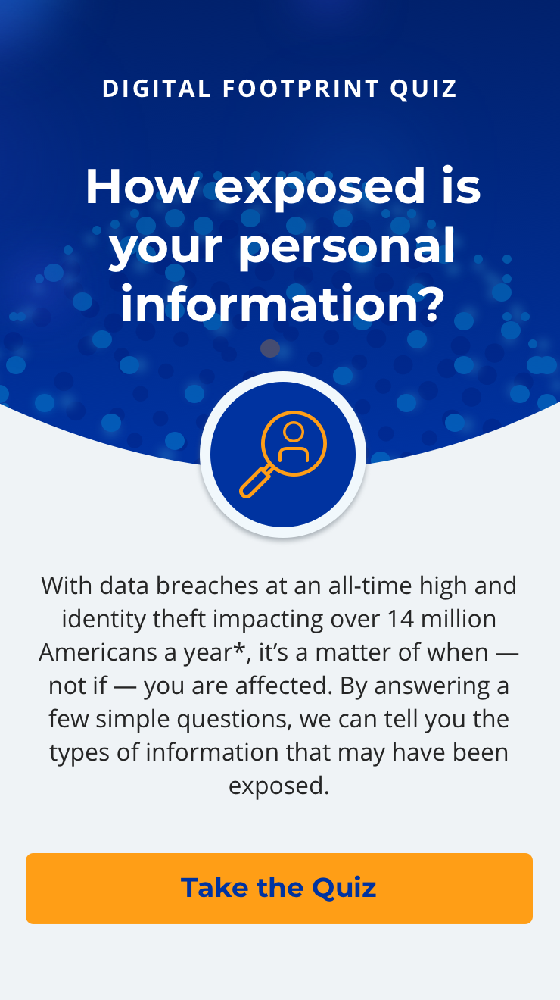 DIGITAL FOOTPRINT QUIZ
How exposed is
your personal
information?
With data breaches at an all-time high and
identity theft impacting over 14 million
Americans a year*, it’s a matter of when —
not if — you are affected. By answering a
few simple questions, we can tell you the
types of information that may have been
exposed.
Take the Quiz